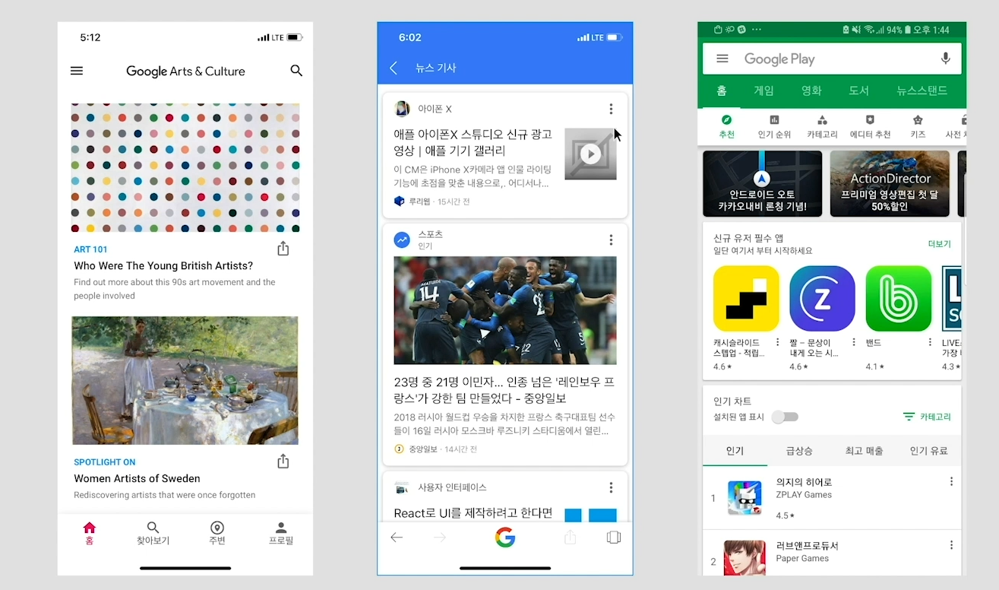 5:12
LTE
Google Arts & Culture
ART 101
Who Were The Young British Artists?
Find out more about this 90s art movement and the
people involved
SPOTLIGHT ON
Women Artists of Sweden
Rediscovering artists that were once forgotten
홈
찾아보기
주변
프로필
6:02
LTE
뉴스 기사
아이폰 X
애플 아이폰X 스튜디오 신규 광고
영상 | 애플 기기 갤러리
이 CM은 iPhone X카메라 앱 인물 라이팅
기능에 초점을 맞춘 내용으로,. 어디서나...
루리웹 · 15시간 전
스포츠
인기
MATUIDI
14
2
22
5
23명 중 21명 이민자... 인종 넘은 '레인보우 프
랑스'가 강한 팀 만들었다 - 중앙일보
2018 러시아 월드컵 우승을 차지한 프랑스 축구대표팀 선수
들이 16일 러시아 모스크바 루즈니키 스타디움에서 열린...
중앙일보 · 14시간 전
사용자 인터페이스
React로 UI를 제작하려고 한다면
94% 오후 1:44
Google Play
홈
게임
영화
도서
뉴스스탠드
추천
인기 순위
카테고리
에디터 추천
키즈
사전
안드로이드 오토
카카오내비 론칭 기념!
ActionDirector
프리미엄 영상편집 첫 달
50%할인
신규 유저 필수 앱
일단 여기서 부터 시작하세요
더보기
캐시슬라이드
스텝업 - 적립...
4.6★
짤 – 문상이
내게 오는 시...
4.6★
밴드
4.1★
LIVE
가장
4.3★
인기 차트
설치된 앱 표시
카테고리
인기
급상승
최고 매출
인기 유료
1
의지의 히어로
ZPLAY Games
4.5★
2
러브앤프로듀서
Paper Games